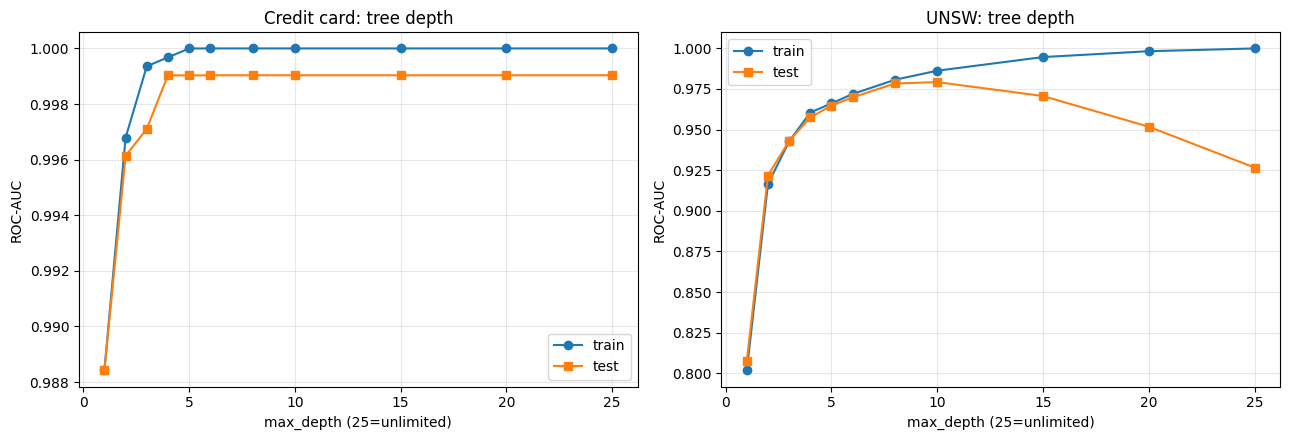 Credit card: tree depth
1.000
0.998
0.996
0.994
0.992
0.990
0.988
ROC-AUC
0
5
10
15
20
25
max_depth (25=unlimited)
train
test
UNSW: tree depth
train
test
1.000
0.975
0.950
0.925
0.900
0.875
0.850
0.825
0.800
ROC-AUC
0
5
10
15
20
25
max_depth (25=unlimited)